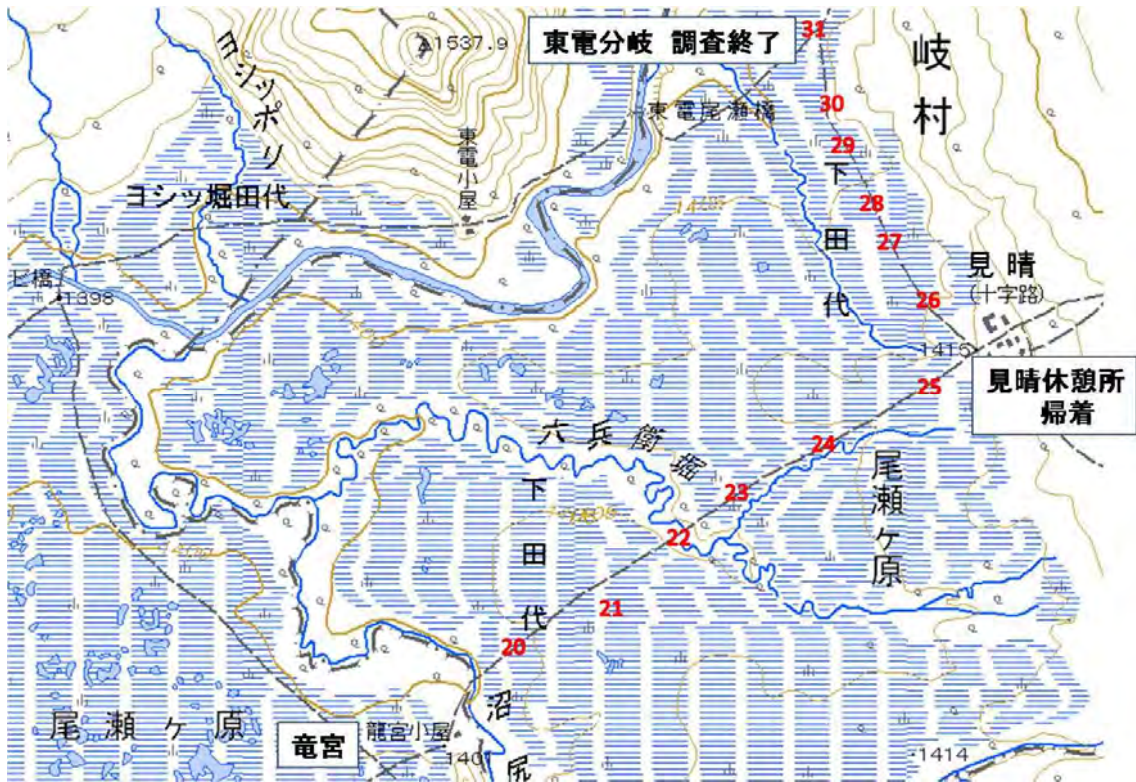 ヨシッポリ
1537.9
東電分岐 調査終了
31
岐村
30
東電尾瀬橋
29
東電小屋
下田代
28
ヨシッ堀田代
27
見晴
(十字路)
26
ビ橋
1398
1415
見晴休憩所
帰着
25
六兵衛堀
24
尾瀬ヶ原
23
下田代
22
21
20
沼尻
尾瀬ヶ原
竜宮
龍宮小屋
1401
1414